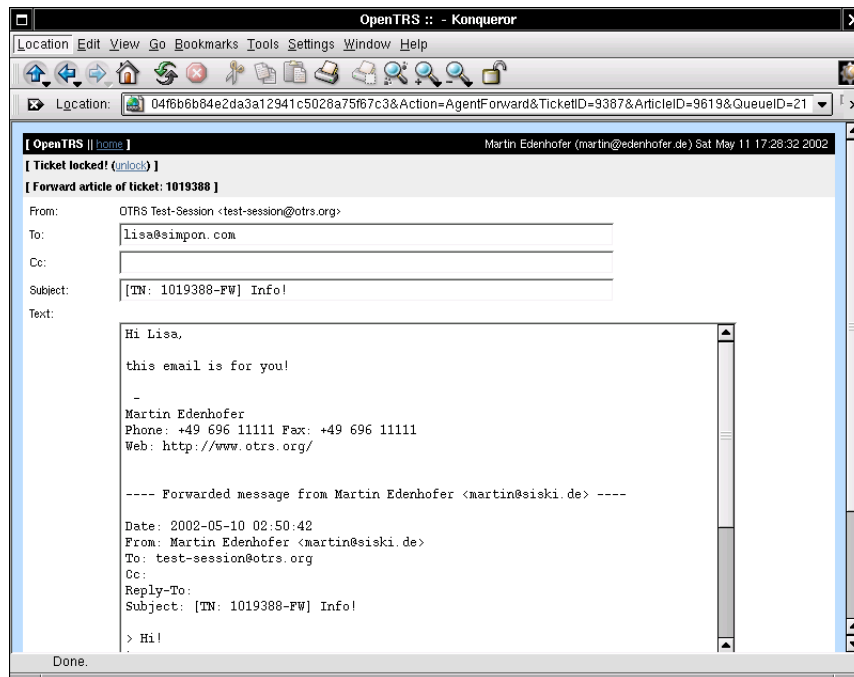 OpenTRS :: - Konqueror
Location Edit View Go Bookmarks Tools Settings Window Help
Location: 04f6b6b84e2da3a12941c5028a75f67c3&Action=AgentForward&TicketID=9387&ArticleID=9619&QueueID=21
[ OpenTRS || home ] Martin Edenhofer (martin@edenhofer.de) Sat May 11 17:28:32 2002
[ Ticket locked! (unlock) ]
[ Forward article of ticket: 1019388 ]
From: OTRS Test-Session <test-session@otrs.org>
To: lisa@simpon.com
Cc:
Subject: [TN: 1019388-FW] Info!
Text:
Hi Lisa,
this email is for you!
-
Martin Edenhofer
Phone: +49 696 11111 Fax: +49 696 11111
Web: http://www.otrs.org/
---- Forwarded message from Martin Edenhofer <martin@siski.de> ----
Date: 2002-05-10 02:50:42
From: Martin Edenhofer <martin@siski.de>
To: test-session@otrs.org
Cc:
Reply-To:
Subject: [TN: 1019388-FW] Info!
> Hi!
Done.